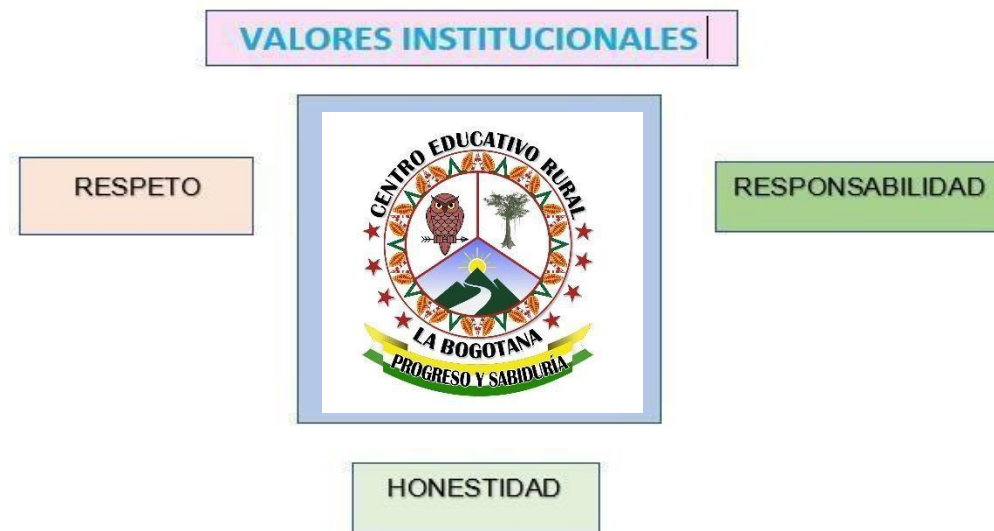 VALORES INSTITUCIONALES
RESPETO
RESPONSABILIDAD
CENTRO EDUCATIVO RURAL
LA BOGOTANA
PROGRESO Y SABIDURÍA
HONESTIDAD